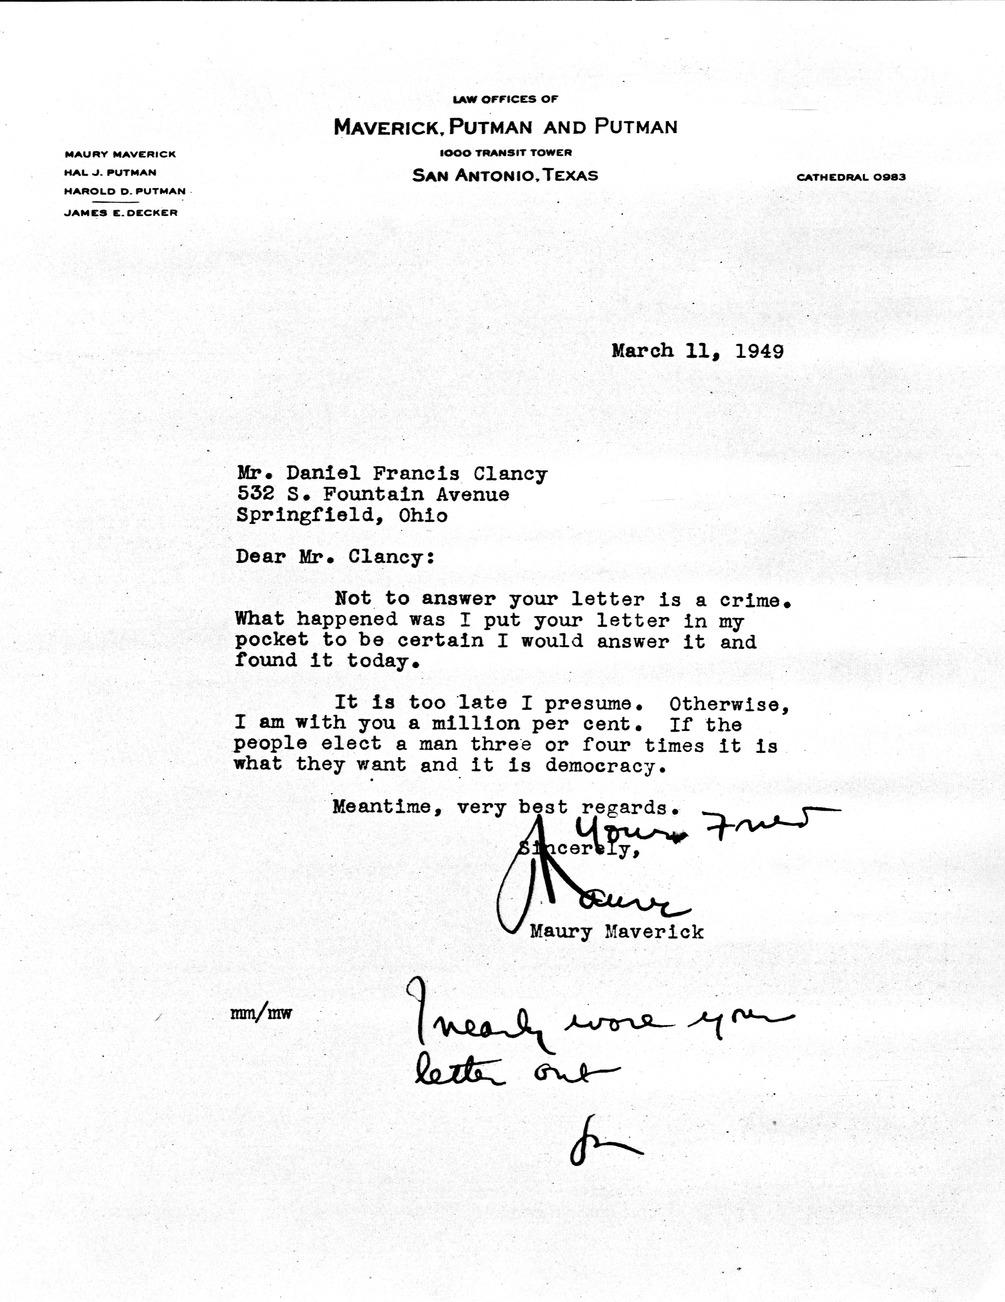 LAW OFFICES OF
MAVERICK, PUTMAN AND PUTMAN
1000 TRANSIT TOWER
SAN ANTONIO, TEXAS
MAURY MAVERICK
HAL J. PUTMAN
HAROLD D. PUTMAN
JAMES E. DECKER
CATHEDRAL 0983
March 11, 1949
Mr. Daniel Francis Clancy
532 S. Fountain Avenue
Springfield, Ohio
Dear Mr. Clancy:
Not to answer your letter is a crime.
What happened was I put your letter in my
pocket to be certain I would answer it and
found it today.
It is too late I presume. Otherwise,
I am with you a million per cent. If the
people elect a man three or four times it is
what they want and it is democracy.
Meantime, very best regards.
Your Friend
Sincerely,
Maury
Maury Maverick
mm/mw
I nearly wore your
letter out